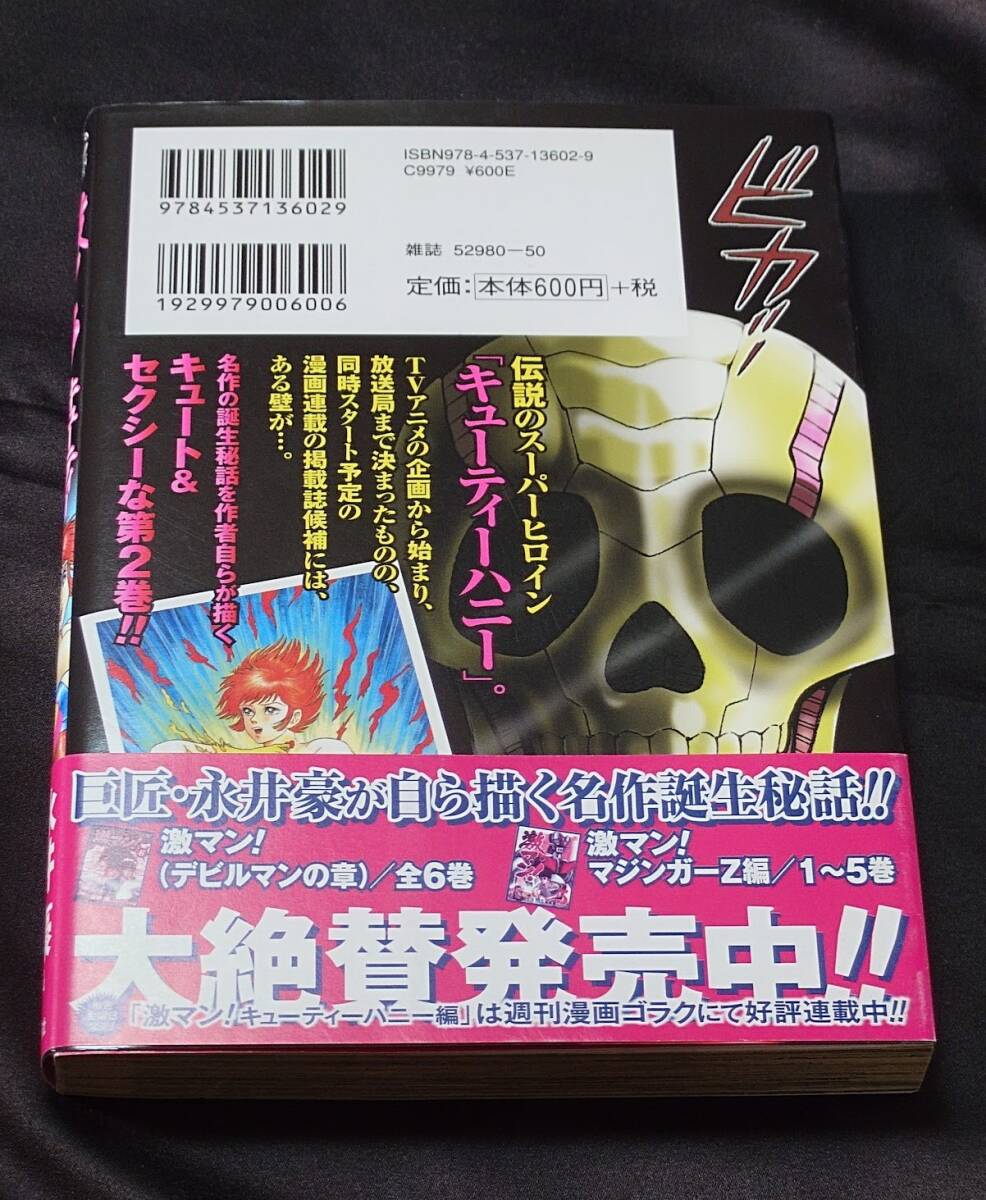 ISBN978-4-537-13602-9
C9979 ¥600E
9784537136029
雑誌 52980-50
定価：本体600円+税
1929979006006
ビカッ
伝説のスーパーヒロイン
「キューティーハニー」。
TVアニメの企画から始まり、
放送局まで決まったものの、
同時スタート予定の
漫画連載の掲載誌候補には、
ある壁が…。
名作の誕生秘話を作者自らが描く
キュート&
セクシーな第2巻!!
巨匠・永井豪が自ら描く名作誕生秘話!!
激マン!
(デビルマンの章)/全6巻
激マン!
マジンガーZ編/1～5巻
大絶賛発売中!!
「激マン!キューティーハニー編」は週刊漫画ゴラクにて好評連載中!!